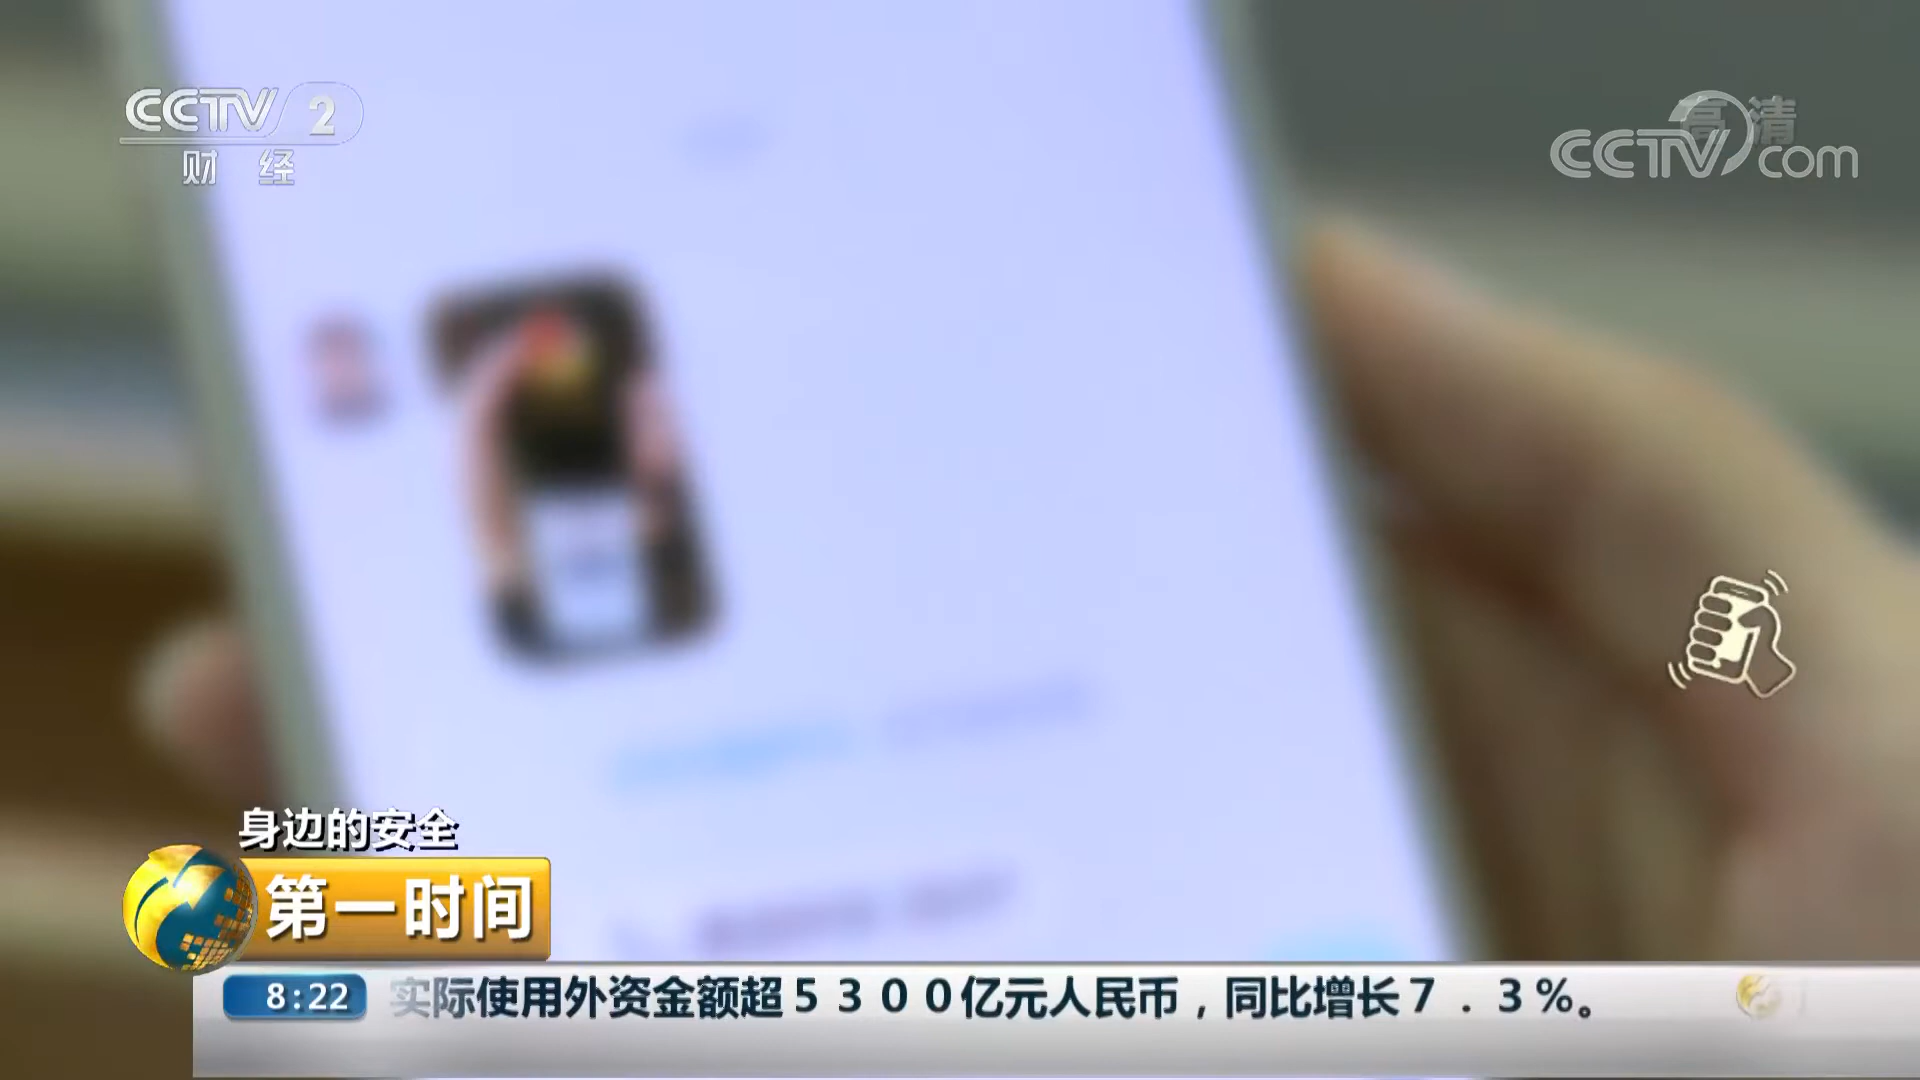 CCTV 2
财 经
高清
CCTV com
身边的安全
第一时间
8:22
实际使用外资金额超5300亿元人民币，同比增长7.3%。